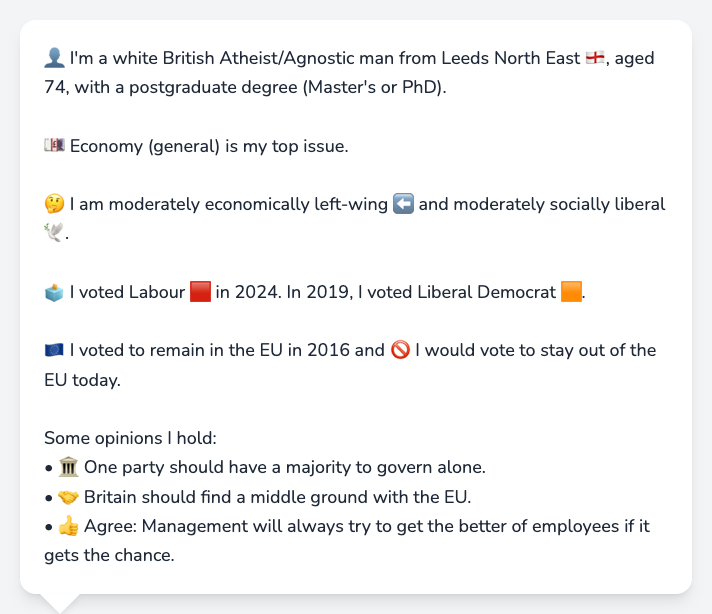 👤 I'm a white British Atheist/Agnostic man from Leeds North East 🏴󠁧󠁢󠁥󠁮󠁧󠁿, aged
74, with a postgraduate degree (Master's or PhD).
💷 Economy (general) is my top issue.
🤔 I am moderately economically left-wing ⬅️ and moderately socially liberal
🕊️.
🗳️ I voted Labour 🟥 in 2024. In 2019, I voted Liberal Democrat 🟧.
🇪🇺 I voted to remain in the EU in 2016 and 🚫 I would vote to stay out of the
EU today.
Some opinions I hold:
• 🏛️ One party should have a majority to govern alone.
• 🤝 Britain should find a middle ground with the EU.
• 👍 Agree: Management will always try to get the better of employees if it
gets the chance.